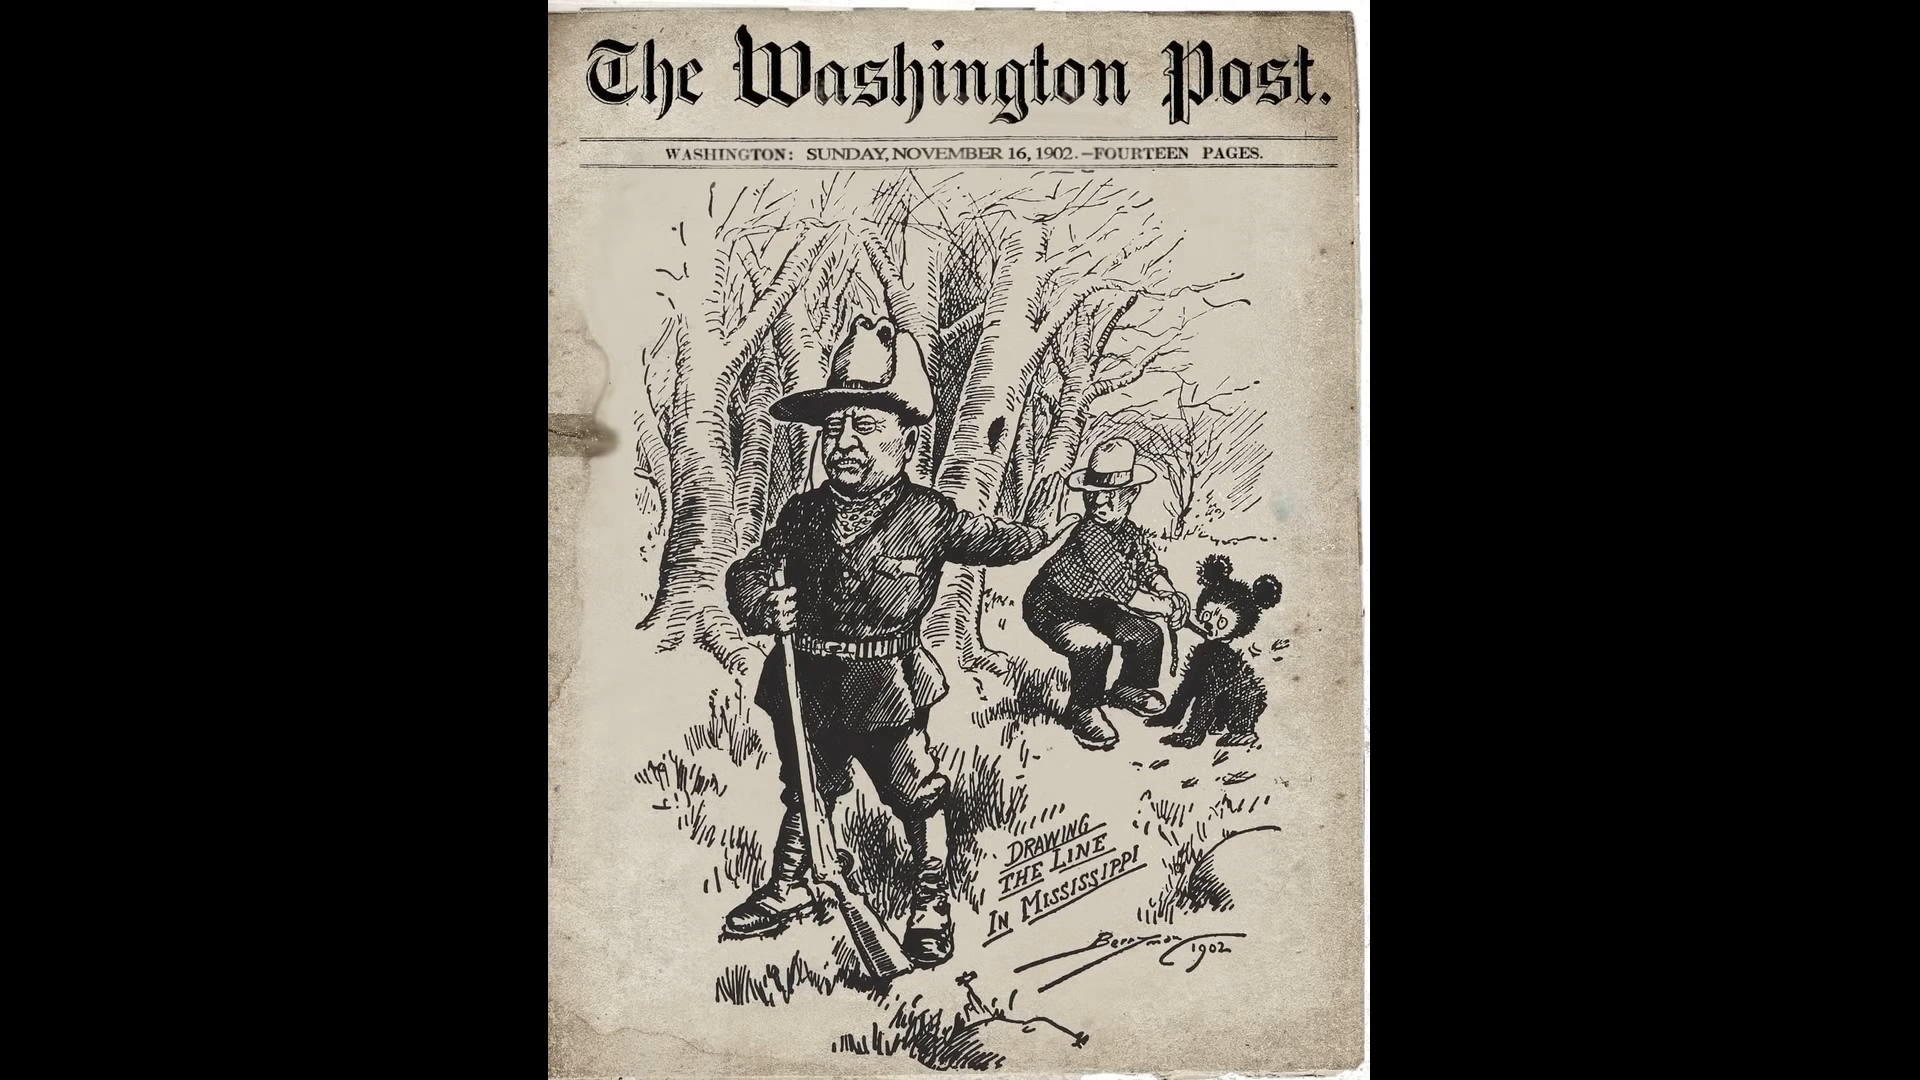 The Washington Post.
WASHINGTON: SUNDAY, NOVEMBER 16, 1902.—FOURTEEN PAGES.
DRAWING
THE LINE
IN MISSISSIPPI
Berryman
1902